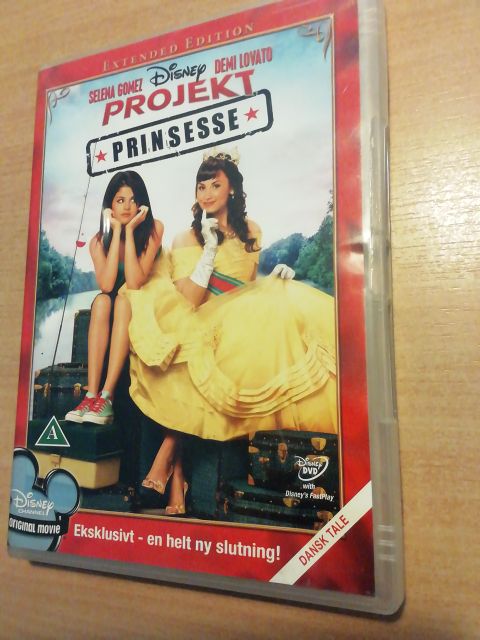 EXTENDED EDITION
SELENA GOMEZ Disney DEMI LOVATO
PROJEKT
PRINSESSE
A
Disney
DVD
with
Disney's FastPlay
Disney
CHANNEL
ORIGINAL MOVIE
Eksklusivt - en helt ny slutning!
DANSK TALE